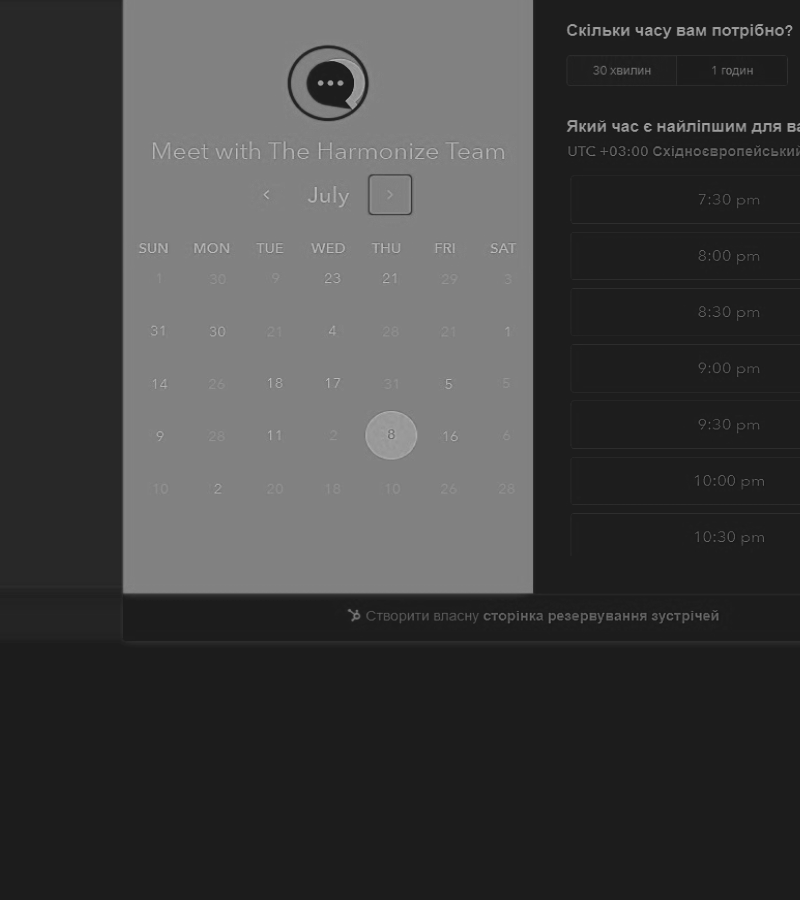 Meet with The Harmonize Team
July
SUN MON TUE WED THU FRI SAT
1 30 9 23 21 29 3
31 30 21 4 28 21 1
14 26 18 17 31 5 5
9 28 11 2 8 16 6
10 2 20 18 10 26 28
Скільки часу вам потрібно?
30 хвилин 1 годин
Який час є найліпшим для ва
UTC +03:00 Східноєвропейський
7:30 pm
8:00 pm
8:30 pm
9:00 pm
9:30 pm
10:00 pm
10:30 pm
Створити власну сторінка резервування зустрічей